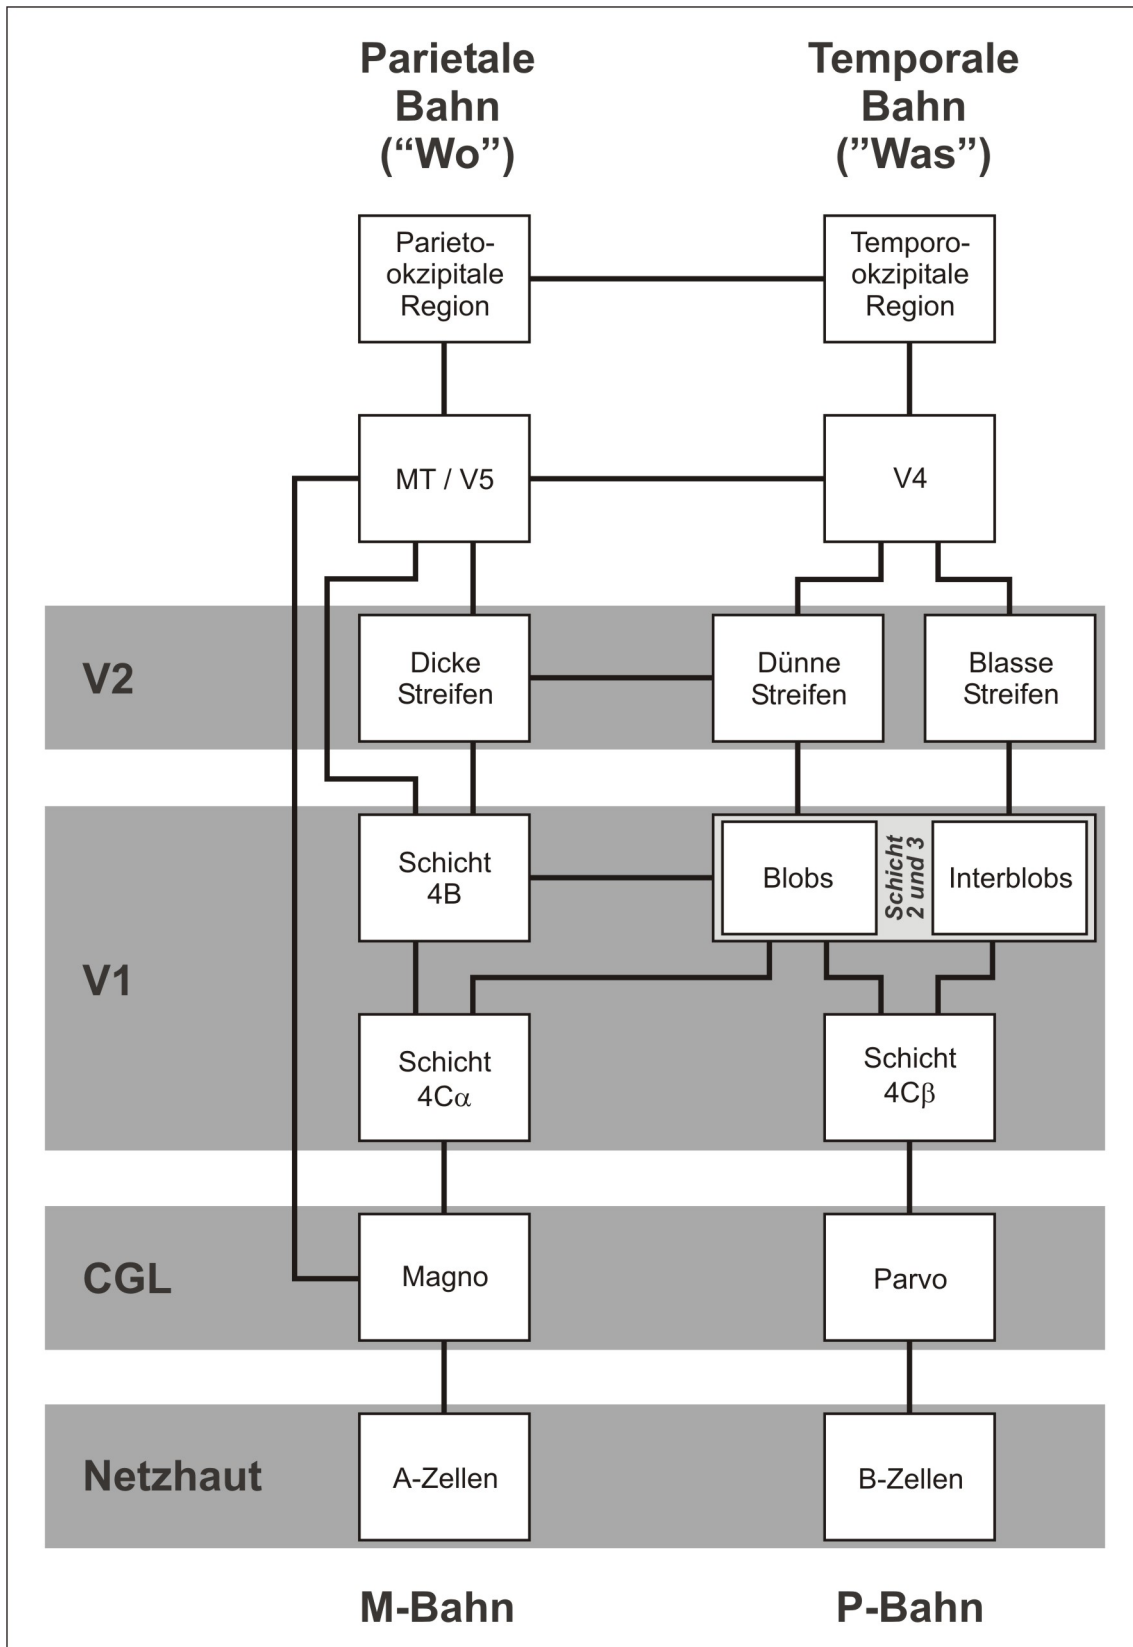 Parietale
Bahn
(“Wo”)
Temporale
Bahn
(”Was”)
Parieto-
okzipitale
Region
Temporo-
okzipitale
Region
MT / V5
V4
V2
Dicke
Streifen
Dünne
Streifen
Blasse
Streifen
V1
Schicht
4B
Blobs
Schicht
2 und 3
Interblobs
Schicht
4Cα
Schicht
4Cβ
CGL
Magno
Parvo
Netzhaut
A-Zellen
B-Zellen
M-Bahn
P-Bahn